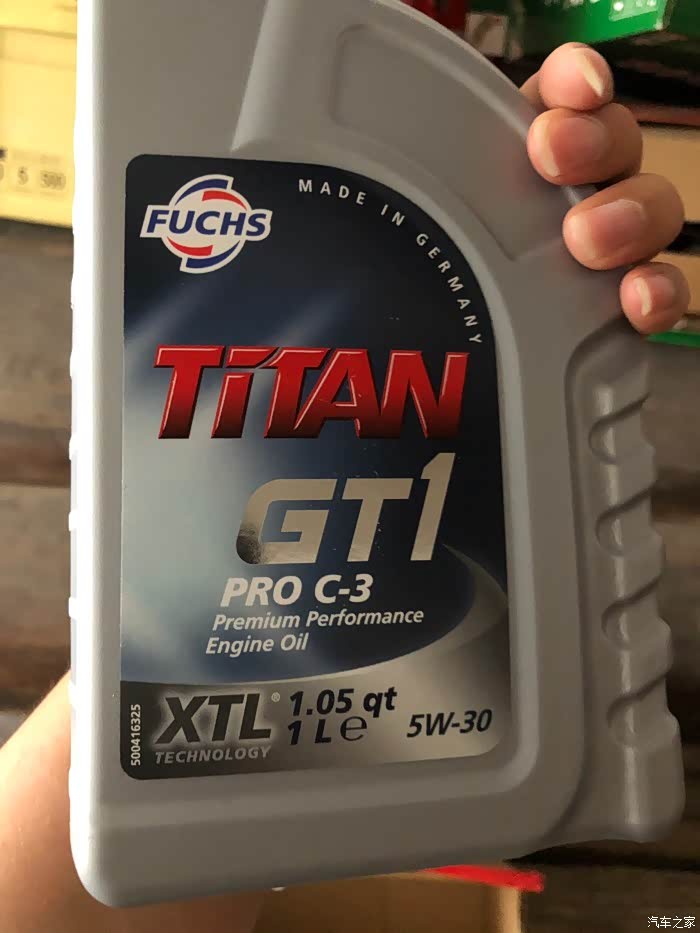 FUCHS
MADE IN GERMANY
TiTAN
GT1
PRO C-3
Premium Performance
Engine Oil
500416325
XTL®
TECHNOLOGY
1.05 qt
1 L e
5W-30
汽车之家